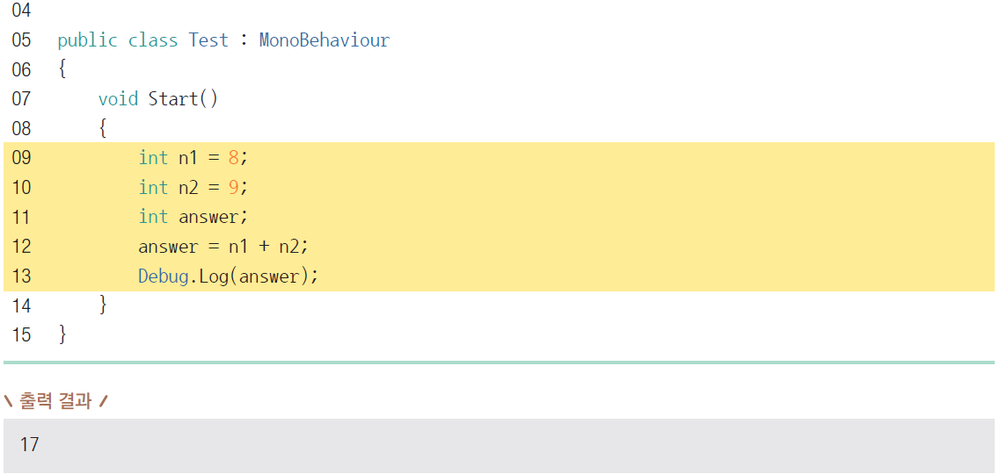 04
05 public class Test : MonoBehaviour
06 {
07     void Start()
08     {
09         int n1 = 8;
10         int n2 = 9;
11         int answer;
12         answer = n1 + n2;
13         Debug.Log(answer);
14     }
15 }
\ 출력 결과 /
17